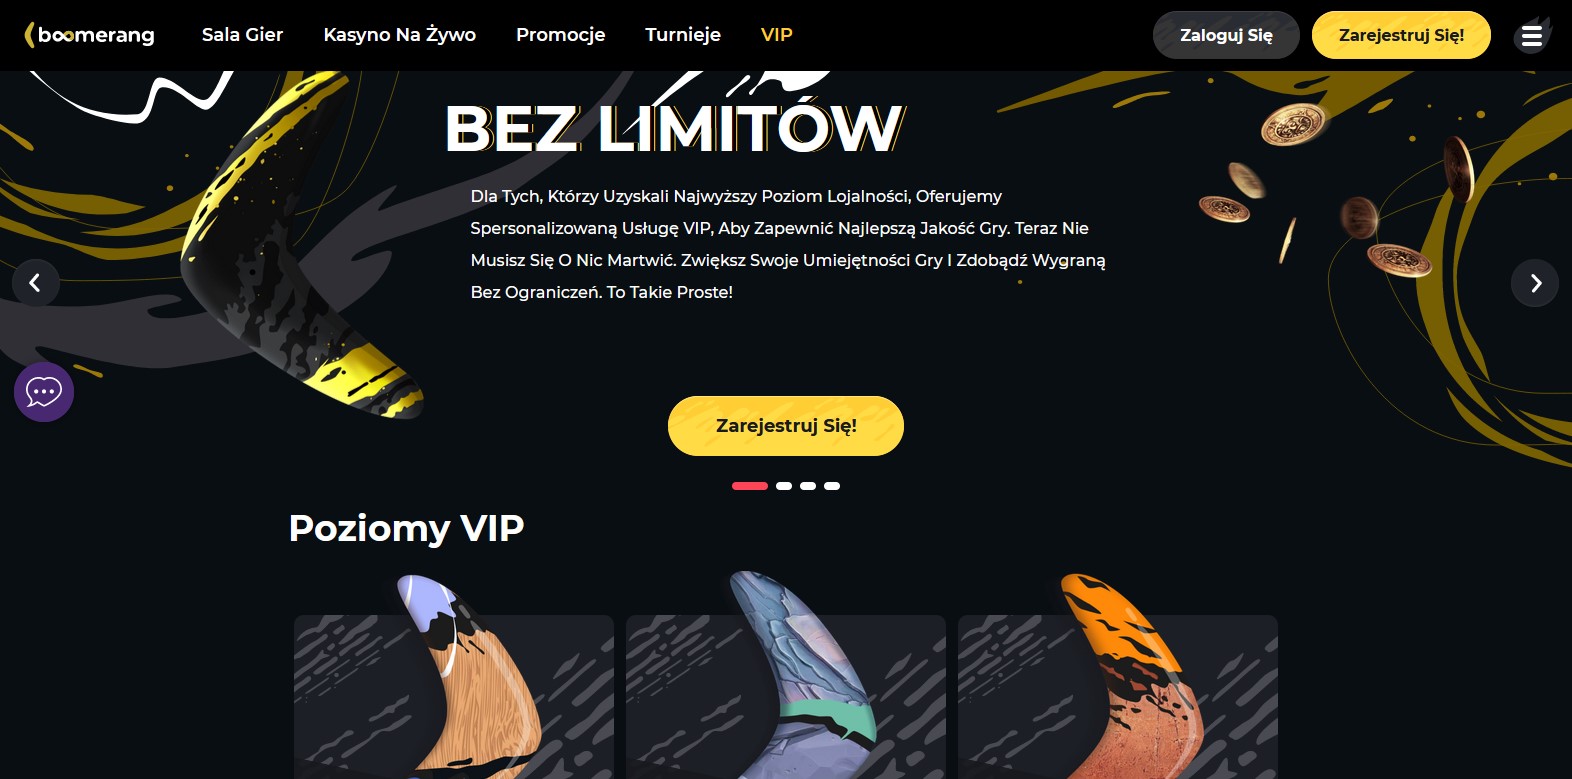 boomerang
Sala Gier
Kasyno Na Żywo
Promocje
Turnieje
VIP
Zaloguj Się
Zarejestruj Się!
BEZ LIMITÓW
Dla Tych, Którzy Uzyskali Najwyższy Poziom Lojalności, Oferujemy
Spersonalizowaną Usługę VIP, Aby Zapewnić Najlepszą Jakość Gry. Teraz Nie
Musisz Się O Nic Martwić. Zwiększ Swoje Umiejętności Gry I Zdobądź Wygraną
Bez Ograniczeń. To Takie Proste!
Zarejestruj Się!
Poziomy VIP